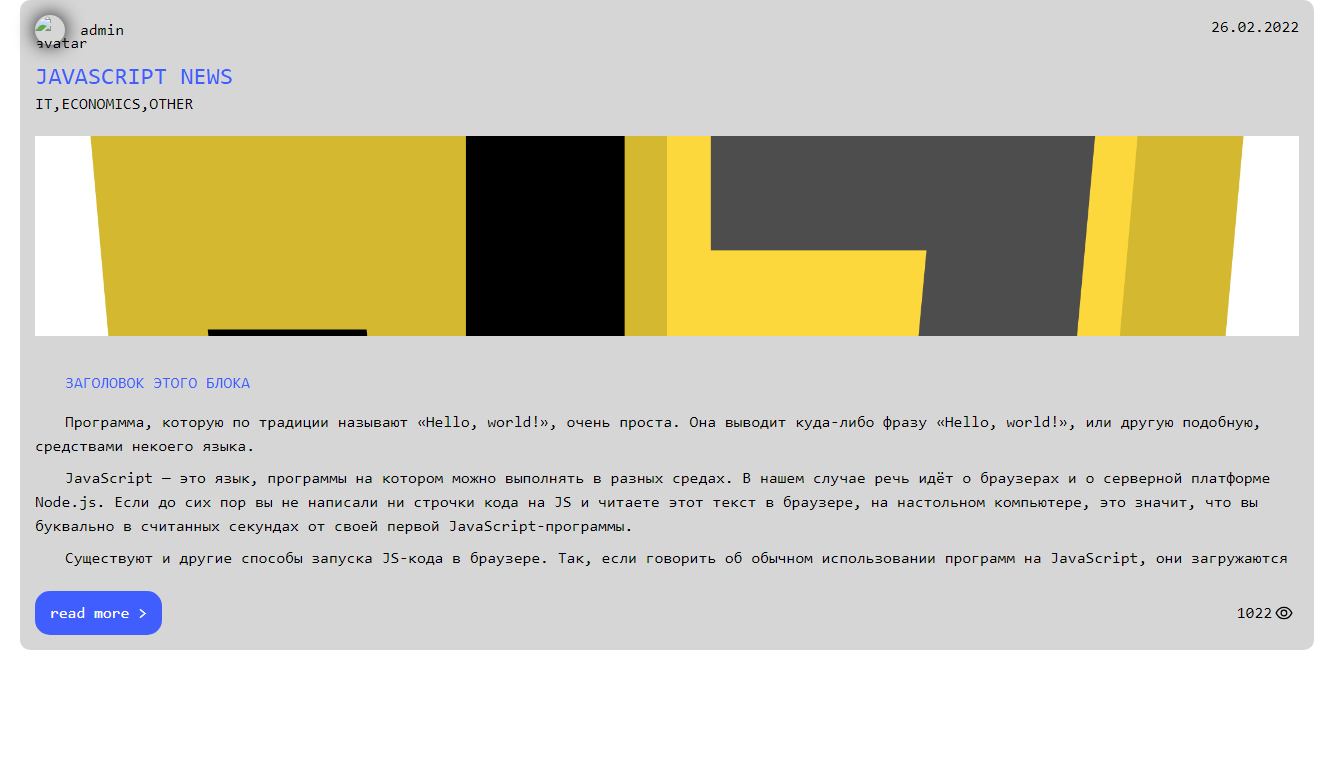 admin
26.02.2022
avatar
JAVASCRIPT NEWS
IT,ECONOMICS,OTHER
ЗАГОЛОВОК ЭТОГО БЛОКА
Программа, которую по традиции называют «Hello, world!», очень проста. Она выводит куда-либо фразу «Hello, world!», или другую подобную,
средствами некоего языка.
JavaScript — это язык, программы на котором можно выполнять в разных средах. В нашем случае речь идёт о браузерах и о серверной платформе
Node.js. Если до сих пор вы не написали ни строчки кода на JS и читаете этот текст в браузере, на настольном компьютере, это значит, что вы
буквально в считанных секундах от своей первой JavaScript-программы.
Существуют и другие способы запуска JS-кода в браузере. Так, если говорить об обычном использовании программ на JavaScript, они загружаются
read more >
1022